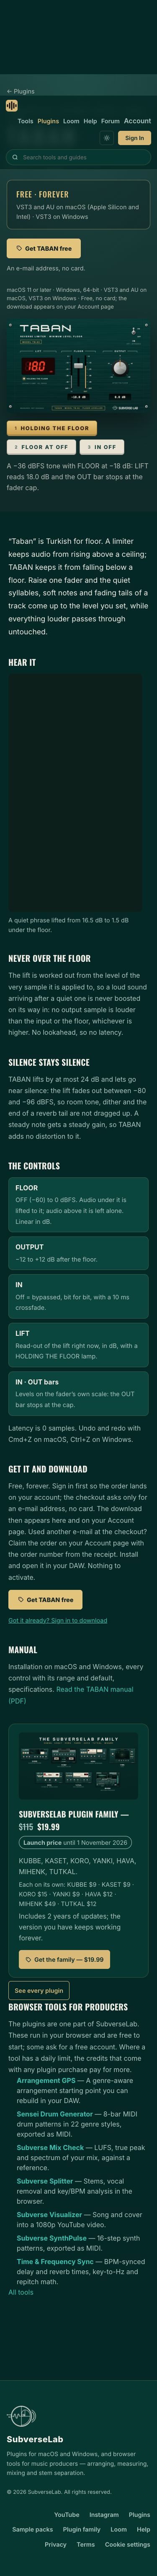 ← Plugins
Tools Plugins Loom Help Forum Account
Sign In
Search tools and guides
FREE · FOREVER
VST3 and AU on macOS (Apple Silicon and
Intel) · VST3 on Windows
Get TABAN free
An e-mail address, no card.
macOS 11 or later · Windows, 64-bit · VST3 and AU on
macOS, VST3 on Windows · Free, no card; the
download appears on your Account page
TABAN
LIFT
180
FLOOR
-18.0 dB
0.0 dB
SUBVERSELAB
1 HOLDING THE FLOOR
2 FLOOR AT OFF
3 IN OFF
A −36 dBFS tone with FLOOR at −18 dB: LIFT
reads 18.0 dB and the OUT bar stops at the
fader cap.
“Taban” is Turkish for floor. A limiter
keeps audio from rising above a ceiling;
TABAN keeps it from falling below a
floor. Raise one fader and the quiet
syllables, soft notes and fading tails of a
track come up to the level you set, while
everything louder passes through
untouched.
HEAR IT
A quiet phrase lifted from 16.5 dB to 1.5 dB
under the floor.
NEVER OVER THE FLOOR
The lift is worked out from the level of the
very sample it is applied to, so a loud sound
arriving after a quiet one is never boosted
on its way in: no output sample is louder
than the input or the floor, whichever is
higher. No lookahead, so no latency.
SILENCE STAYS SILENCE
TABAN lifts by at most 24 dB and lets go
near silence: the lift fades out between −80
and −96 dBFS, so room tone, dither and the
end of a reverb tail are not dragged up. A
steady note gets a steady gain, so TABAN
adds no distortion to it.
THE CONTROLS
FLOOR
OFF (−60) to 0 dBFS. Audio under it is
lifted to it; audio above it is left alone.
Linear in dB.
OUTPUT
−12 to +12 dB after the floor.
IN
Off = bypassed, bit for bit, with a 10 ms
crossfade.
LIFT
Read-out of the lift right now, in dB, with a
HOLDING THE FLOOR lamp.
IN · OUT bars
Levels on the fader's own scale: the OUT
bar stops at the cap.
Latency is 0 samples. Undo and redo with
Cmd+Z on macOS, Ctrl+Z on Windows.
GET IT AND DOWNLOAD
Free, forever. Sign in first so the order lands
on your account; the checkout asks only for
an e-mail address, no card. The download
then appears here and on your Account
page. Used another e-mail at the checkout?
Claim the order on your Account page with
the order number from the receipt. Install
and open it in your DAW. Nothing to
activate.
Get TABAN free
Got it already? Sign in to download
MANUAL
Installation on macOS and Windows, every
control with its range and default,
specifications. Read the TABAN manual
(PDF)
THE SUBVERSELAB FAMILY
SUBVERSELAB PLUGIN FAMILY —
$115 $19.99
Launch price until 1 November 2026
KUBBE, KASET, KORO, YANKI, HAVA,
MIHENK, TUTKAL.
Each on its own: KUBBE $9 · KASET $9 ·
KORO $15 · YANKI $9 · HAVA $12 ·
MIHENK $49 · TUTKAL $12
Includes 2 years of updates; the
version you have keeps working
forever.
Get the family — $19.99
See every plugin
BROWSER TOOLS FOR PRODUCERS
The plugins are one part of SubverseLab.
These run in your browser and are free to
start; some ask for a free account. Where a
tool has a daily limit, the credits that come
with any plugin purchase pay for more.
Arrangement GPS — A genre-aware
arrangement starting point you can
rebuild in your DAW.
Sensei Drum Generator — 8-bar MIDI
drum patterns in 22 genre styles,
exported as MIDI.
Subverse Mix Check — LUFS, true peak
and spectrum of your mix, against a
reference.
Subverse Splitter — Stems, vocal
removal and key/BPM analysis in the
browser.
Subverse Visualizer — Song and cover
into a 1080p YouTube video.
Subverse SynthPulse — 16-step synth
patterns, exported as MIDI.
Time & Frequency Sync — BPM-synced
delay and reverb times, key-to-Hz and
repitch math.
All tools
SubverseLab
Plugins for macOS and Windows, and browser
tools for music producers — arranging, measuring,
mixing and stem separation.
© 2026 SubverseLab. All rights reserved.
YouTube Instagram Plugins
Sample packs Plugin family Loom Help
Privacy Terms Cookie settings